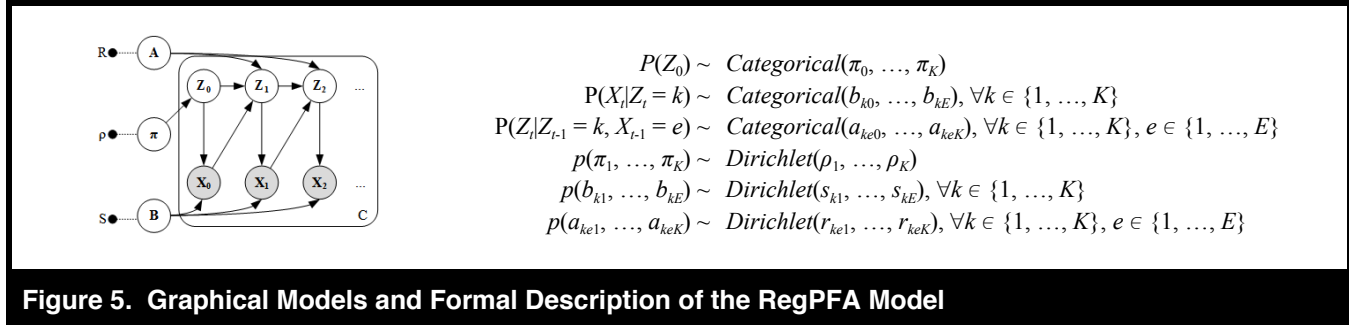 R A
Z0 Z1 Z2 ...
ρ π
X0 X1 X2 ...
S B C
P(Z0) ~ Categorical(π0, …, πK)
P(Xt|Zt = k) ~ Categorical(bk0, …, bkE), ∀k ∈ {1, …, K}
P(Zt|Zt-1 = k, Xt-1 = e) ~ Categorical(ake0, …, akeK), ∀k ∈ {1, …, K}, e ∈ {1, …, E}
p(π1, …, πK) ~ Dirichlet(ρ1, …, ρK)
p(bk1, …, bkE) ~ Dirichlet(sk1, …, skE), ∀k ∈ {1, …, K}
p(ake1, …, akeK) ~ Dirichlet(rke1, …, rkeK), ∀k ∈ {1, …, K}, e ∈ {1, …, E}
Figure 5. Graphical Models and Formal Description of the RegPFA Model